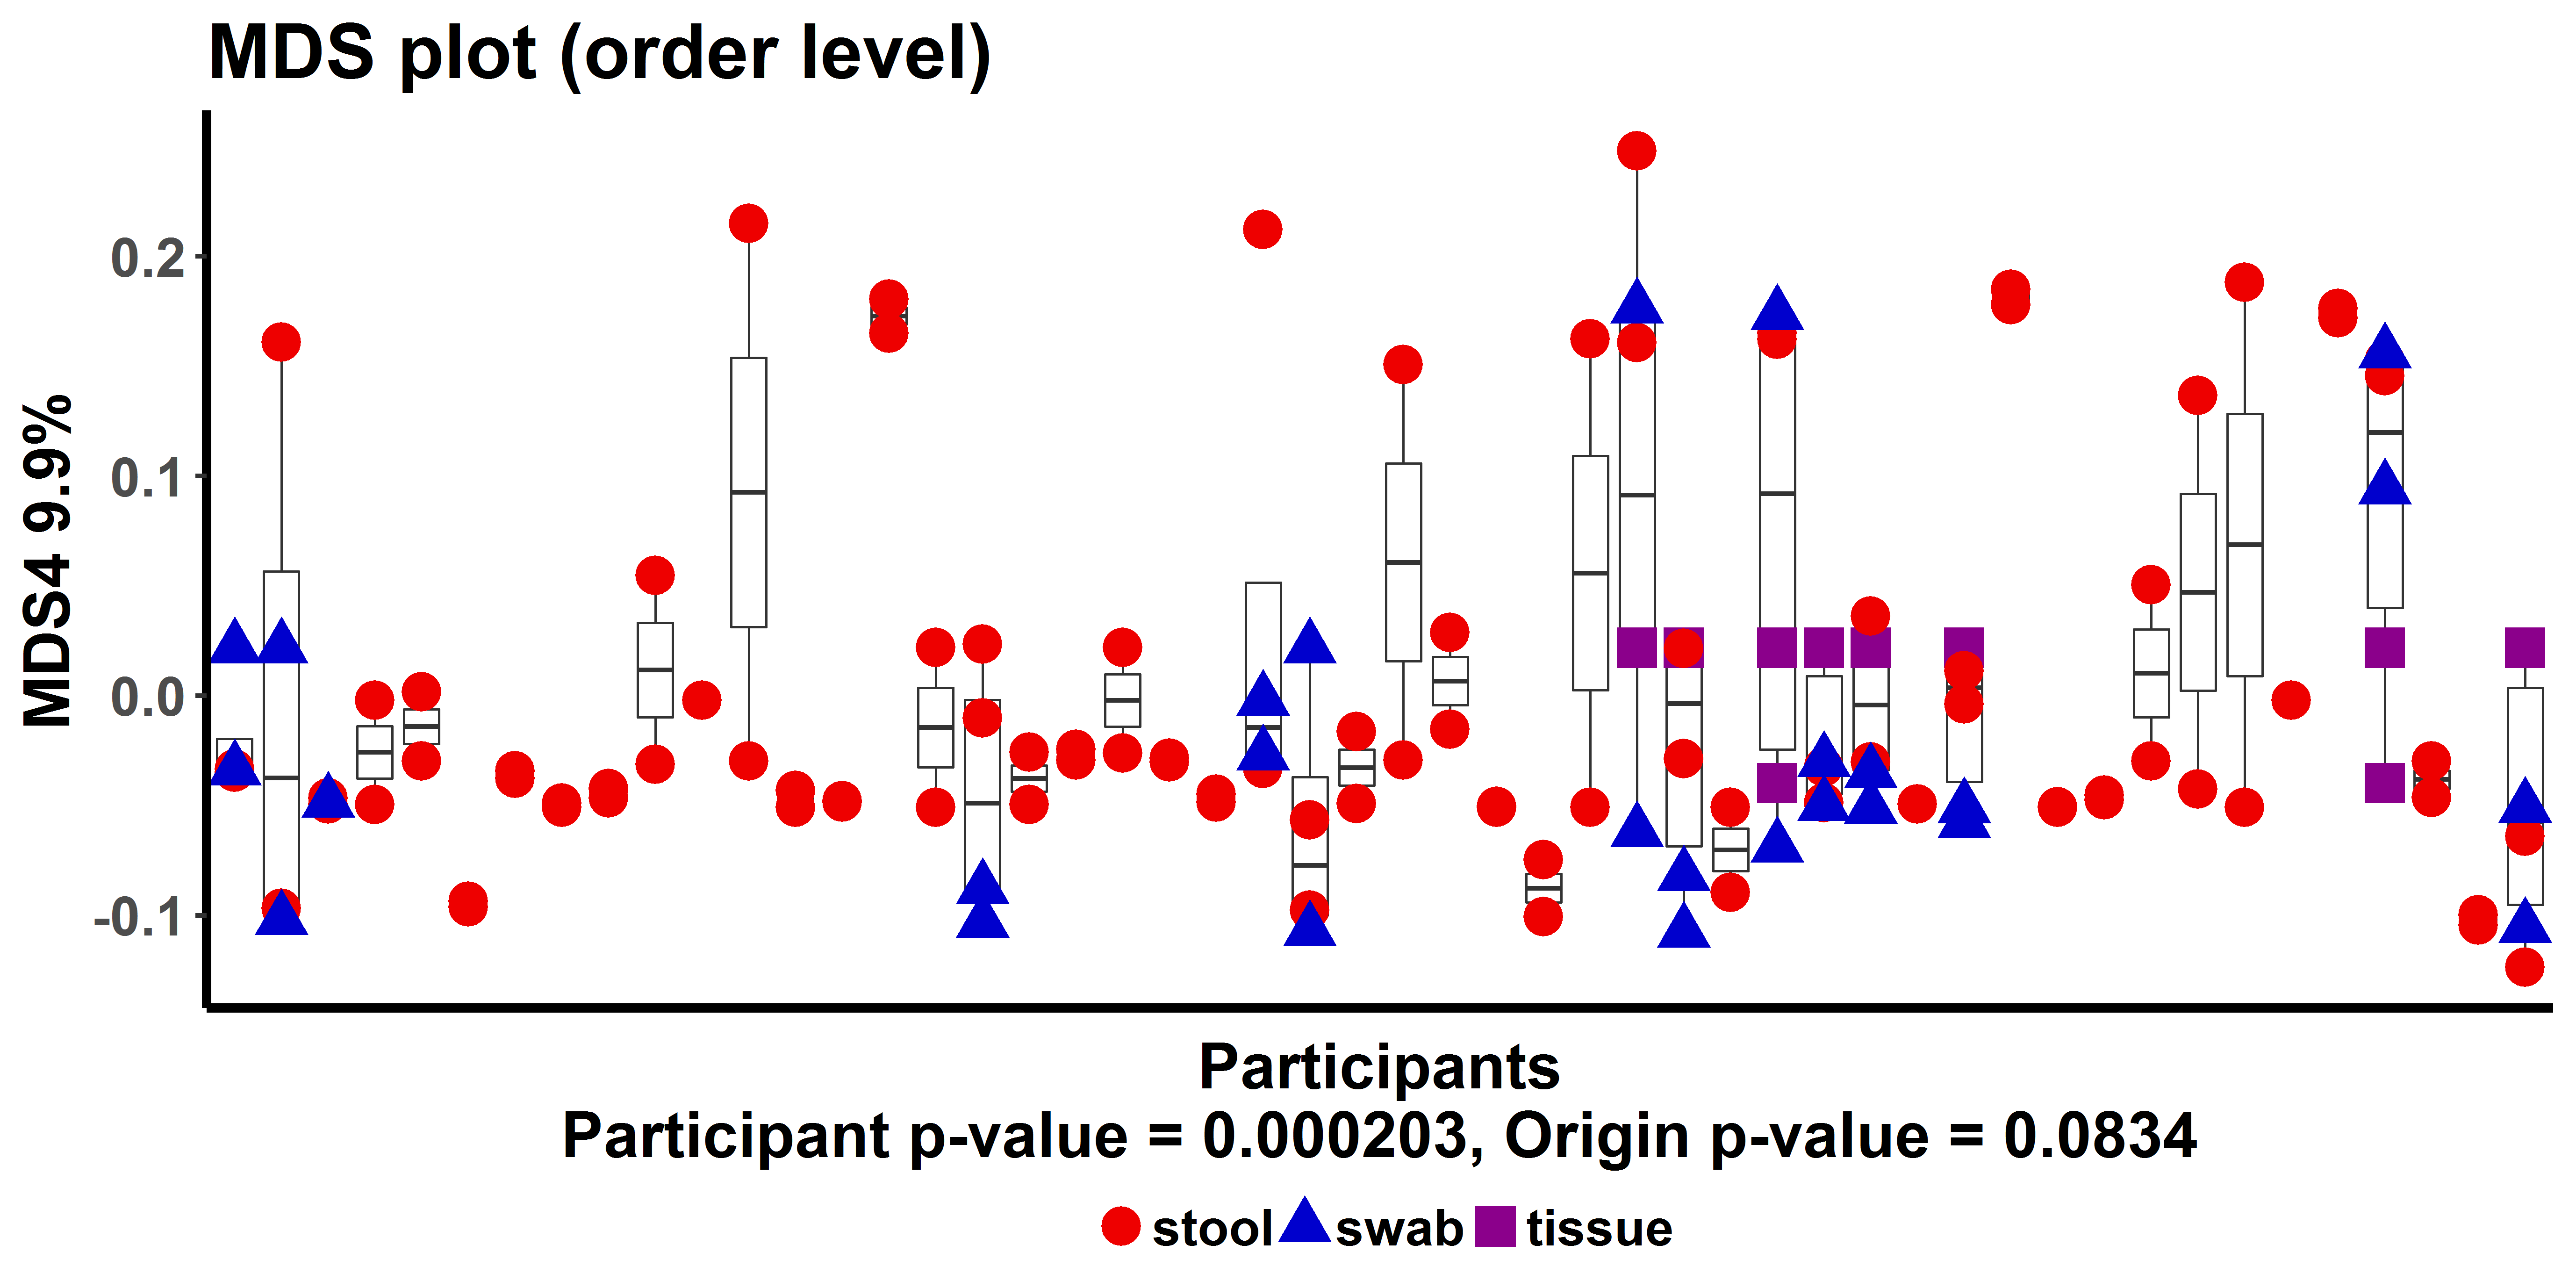 MDS plot (order level)
MDS4 9.9%
0.2
0.1
0.0
-0.1
Participants
Participant p-value = 0.000203, Origin p-value = 0.0834
stool swab tissue